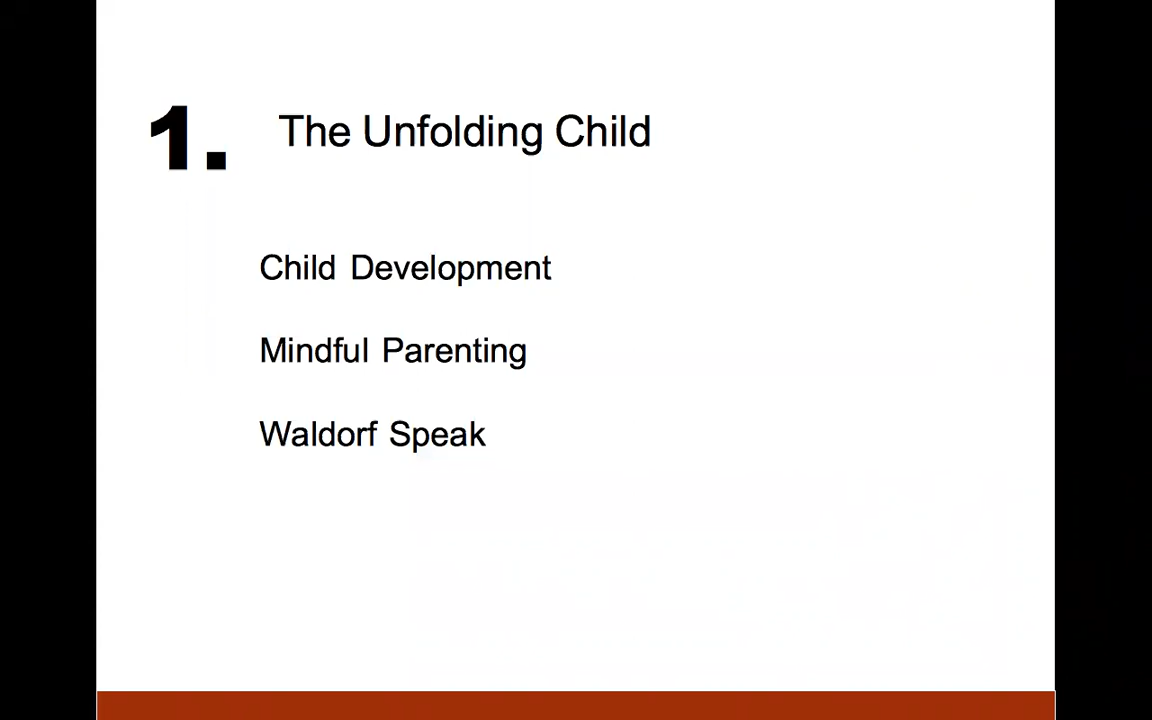 1. The Unfolding Child
Child Development
Mindful Parenting
Waldorf Speak